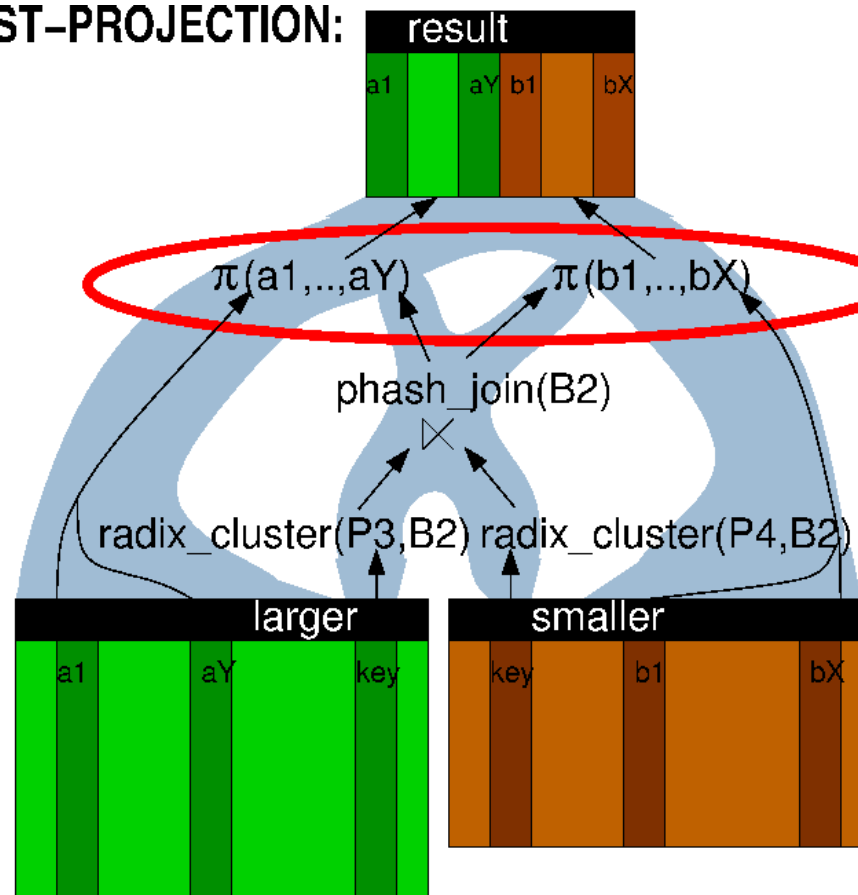 ST–PROJECTION:
result
a1 aY b1 bX
π(a1,..,aY) π(b1,..,bX)
phash_join(B2)
⋈
radix_cluster(P3,B2) radix_cluster(P4,B2)
larger smaller
a1 aY key key b1 bX